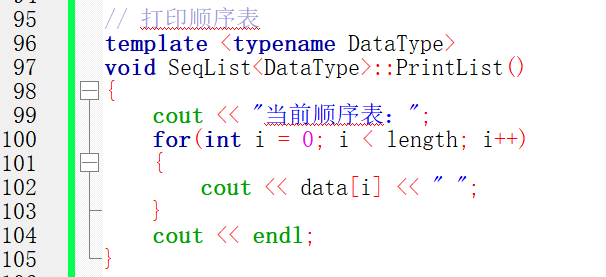 95 // 打印顺序表
96 template <typename DataType>
97 void SeqList<DataType>::PrintList()
98 {
99 cout << "当前顺序表：";
100 for(int i = 0; i < length; i++)
101 {
102 cout << data[i] << " ";
103 }
104 cout << endl;
105 }